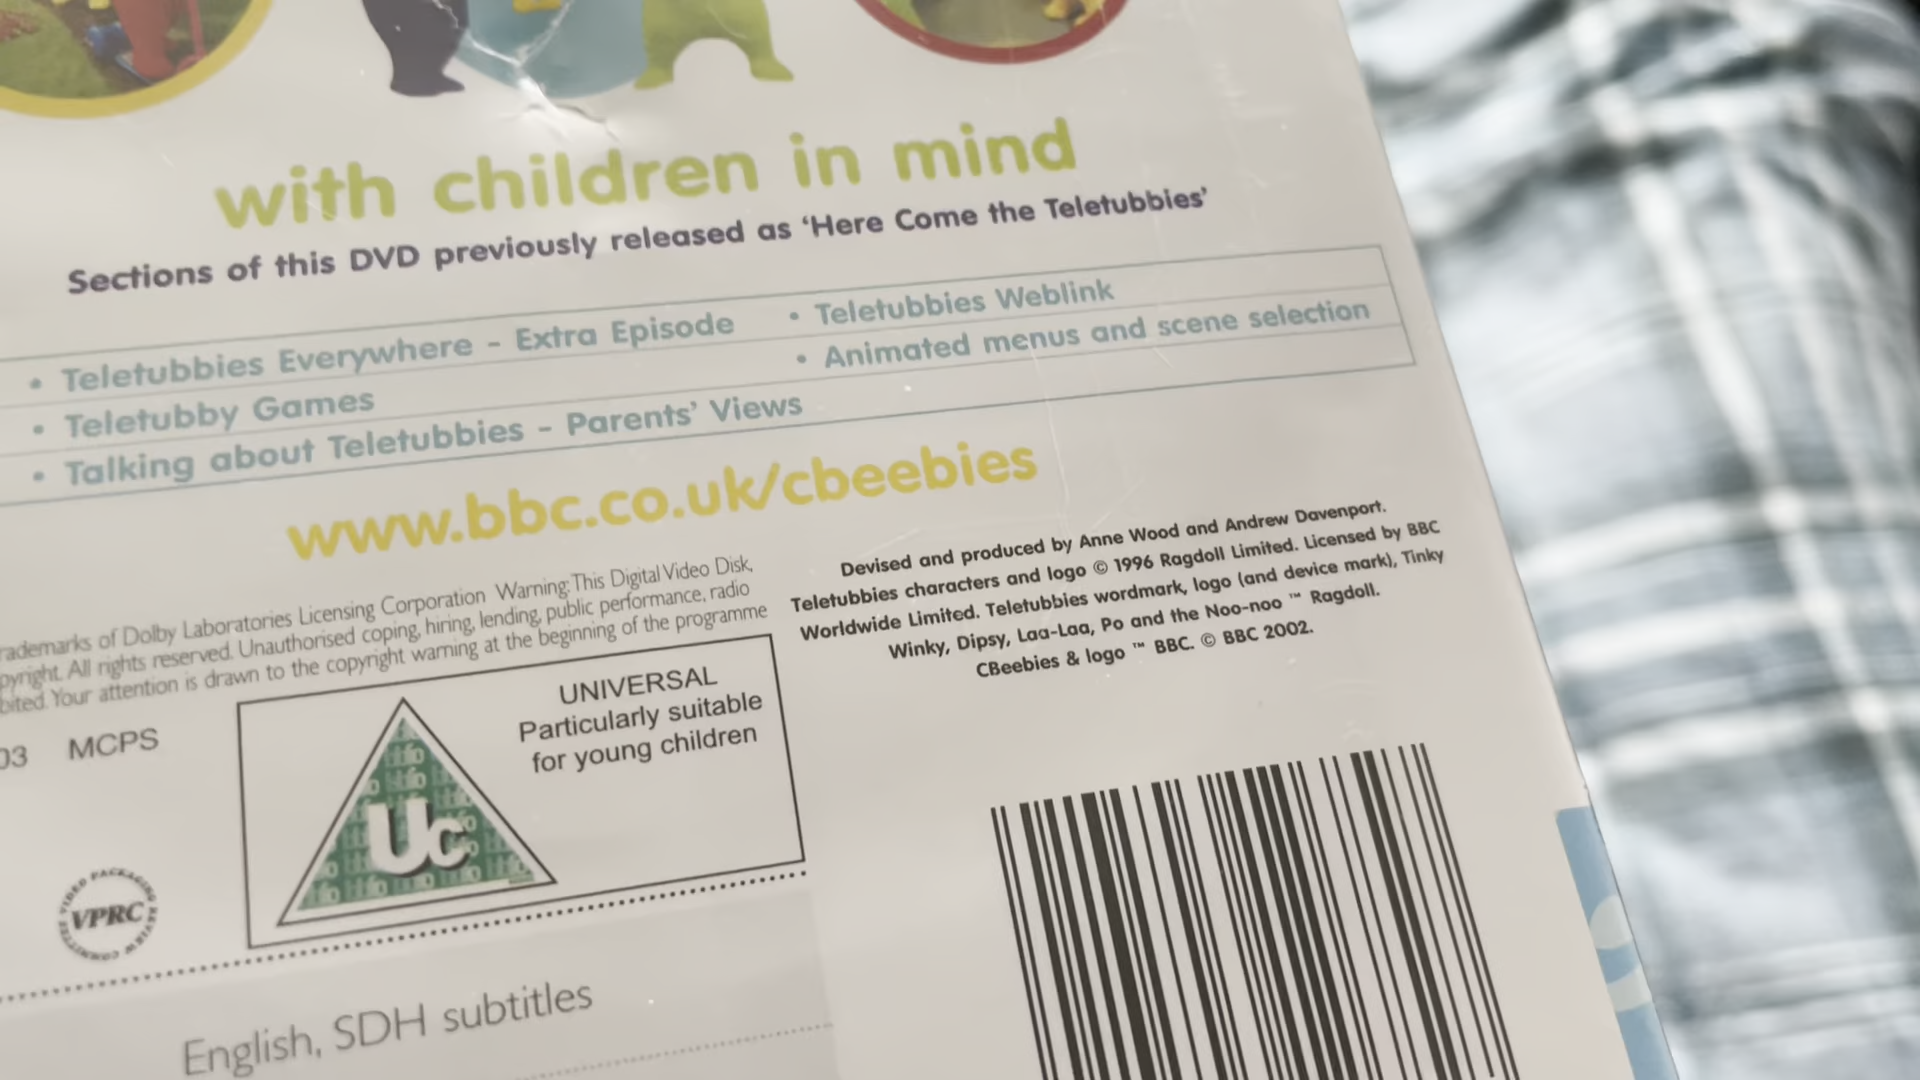 with children in mind
Sections of this DVD previously released as ‘Here Come the Teletubbies’
• Teletubbies Everywhere - Extra Episode
• Teletubby Games
• Talking about Teletubbies - Parents’ Views
• Teletubbies Weblink
• Animated menus and scene selection
www.bbc.co.uk/cbeebies
rademarks of Dolby Laboratories Licensing Corporation Warning: This Digital Video Disk,
pyright. All rights reserved. Unauthorised coping, hiring, lending, public performance, radio
bited. Your attention is drawn to the copyright warning at the beginning of the programme
Devised and produced by Anne Wood and Andrew Davenport.
Teletubbies characters and logo © 1996 Ragdoll Limited. Licensed by BBC
Worldwide Limited. Teletubbies wordmark, logo (and device mark), Tinky
Winky, Dipsy, Laa-Laa, Po and the Noo-noo ™ Ragdoll.
CBeebies & logo ™ BBC. © BBC 2002.
03 MCPS
UNIVERSAL
Particularly suitable
for young children
Uc
VIDEO PACKAGING REVIEW COMMITTEE
VPRC
English, SDH subtitles